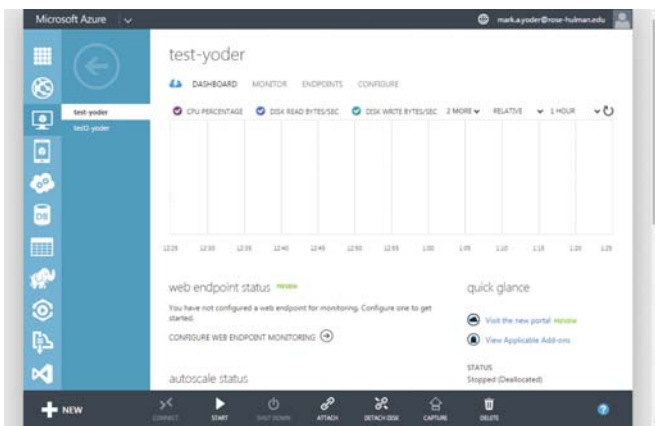 Microsoft Azure
mark.a.yoder@rose-hulman.edu
test-yoder
test2-yoder
DB
test-yoder
DASHBOARD MONITOR ENDPOINTS CONFIGURE
CPU PERCENTAGE DISK READ BYTES/SEC DISK WRITE BYTES/SEC 2 MORE RELATIVE 1 HOUR
12:25 12:30 12:35 12:40 12:45 12:50 12:55 1:00 1:05 1:10 1:15 1:20 1:25
web endpoint status PREVIEW
You have not configured a web endpoint for monitoring. Configure one to get
started.
CONFIGURE WEB ENDPOINT MONITORING
autoscale status
quick glance
Visit the new portal PREVIEW
View Applicable Add-ons
STATUS
Stopped (Deallocated)
NEW
CONNECT START SHUT DOWN ATTACH DETACH DISK CAPTURE DELETE
?